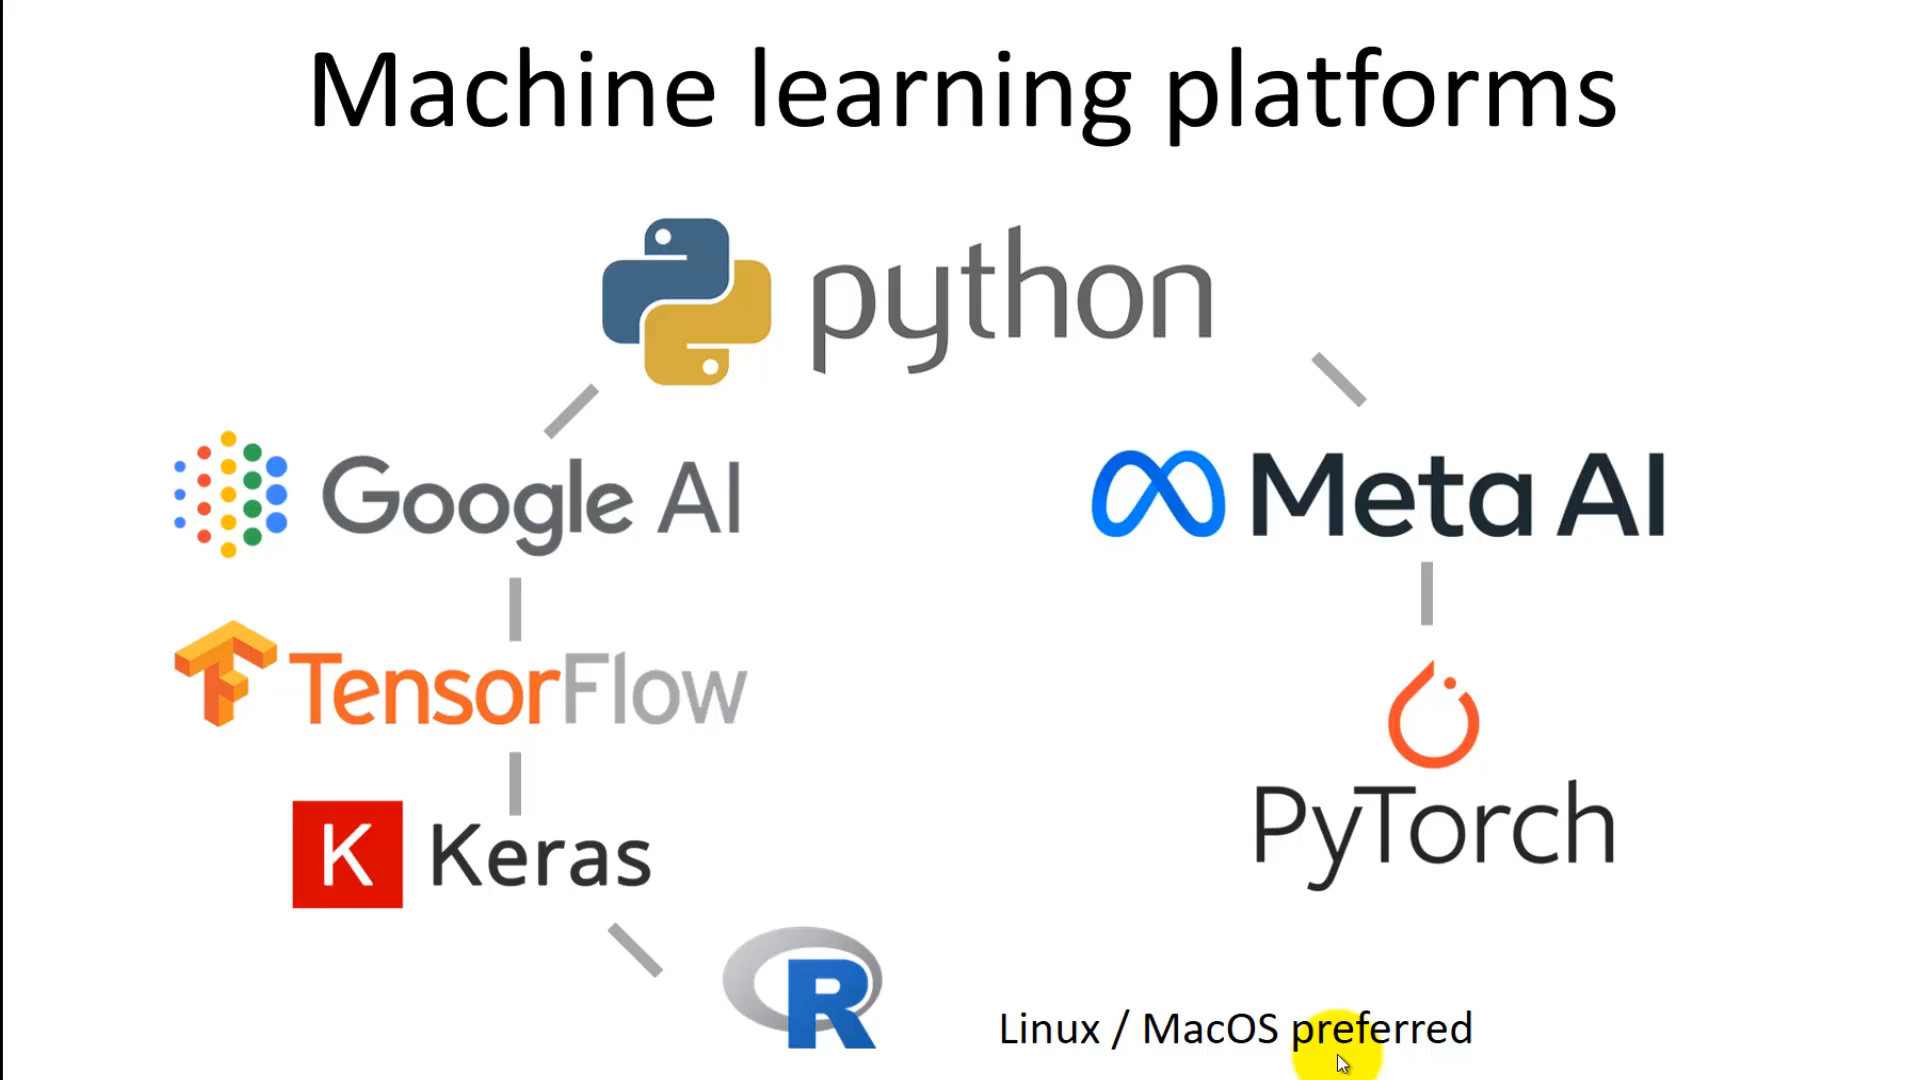 Machine learning platforms
python
Google AI
Meta AI
TensorFlow
PyTorch
K Keras
R
Linux / MacOS preferred